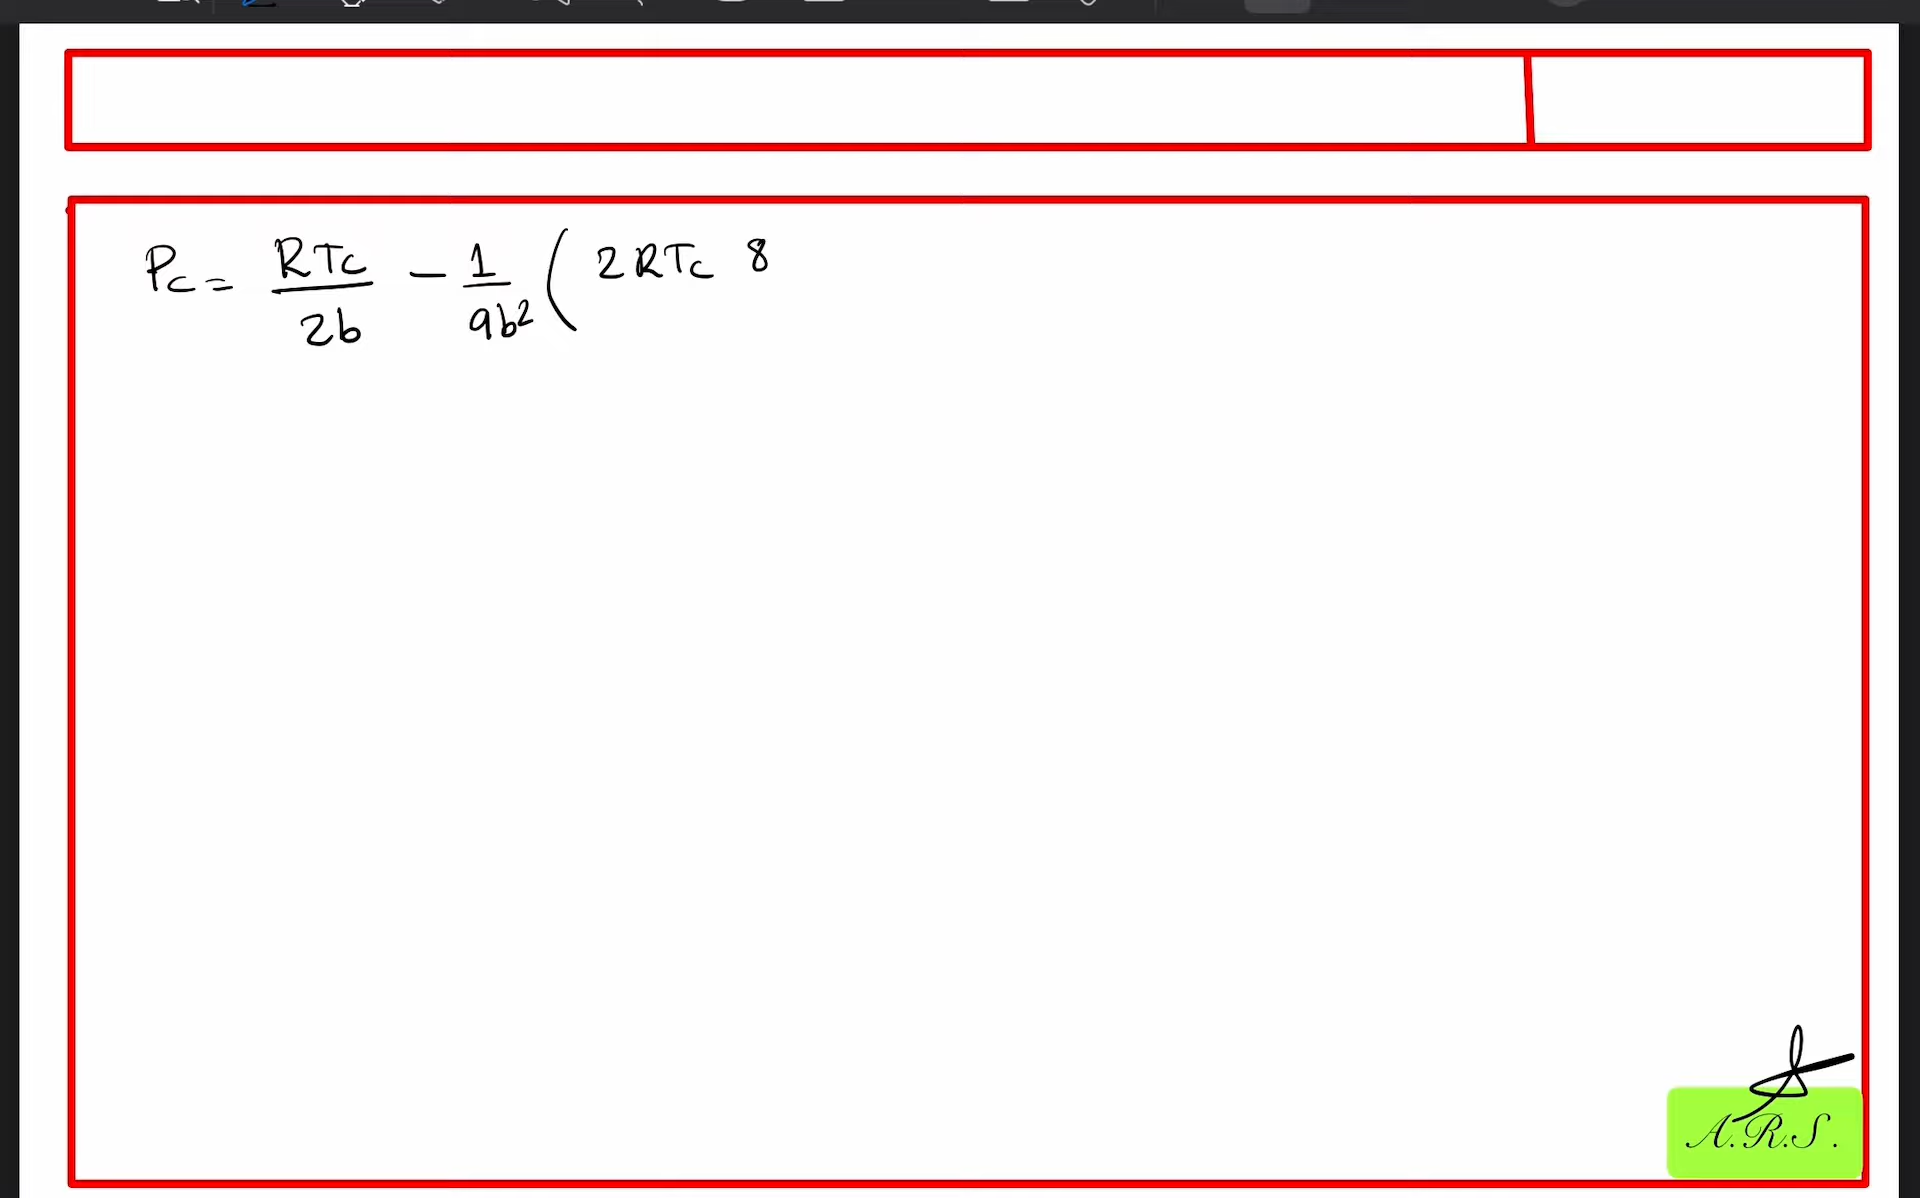 Pc = RTc/2b - 1/9b² ( 2RTc 8
A.R.S.